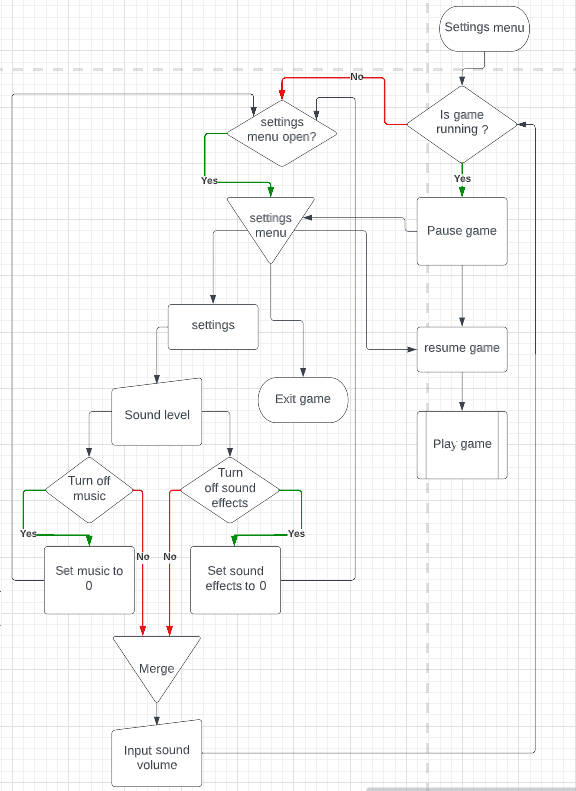 Settings menu
No
Is game
running ?
settings
menu open?
Yes
Yes
settings
menu
Pause game
settings
resume game
Exit game
Sound level
Play game
Turn off
music
Turn
off sound
effects
Yes
Yes
No
No
Set music to
0
Set sound
effects to 0
Merge
Input sound
volume